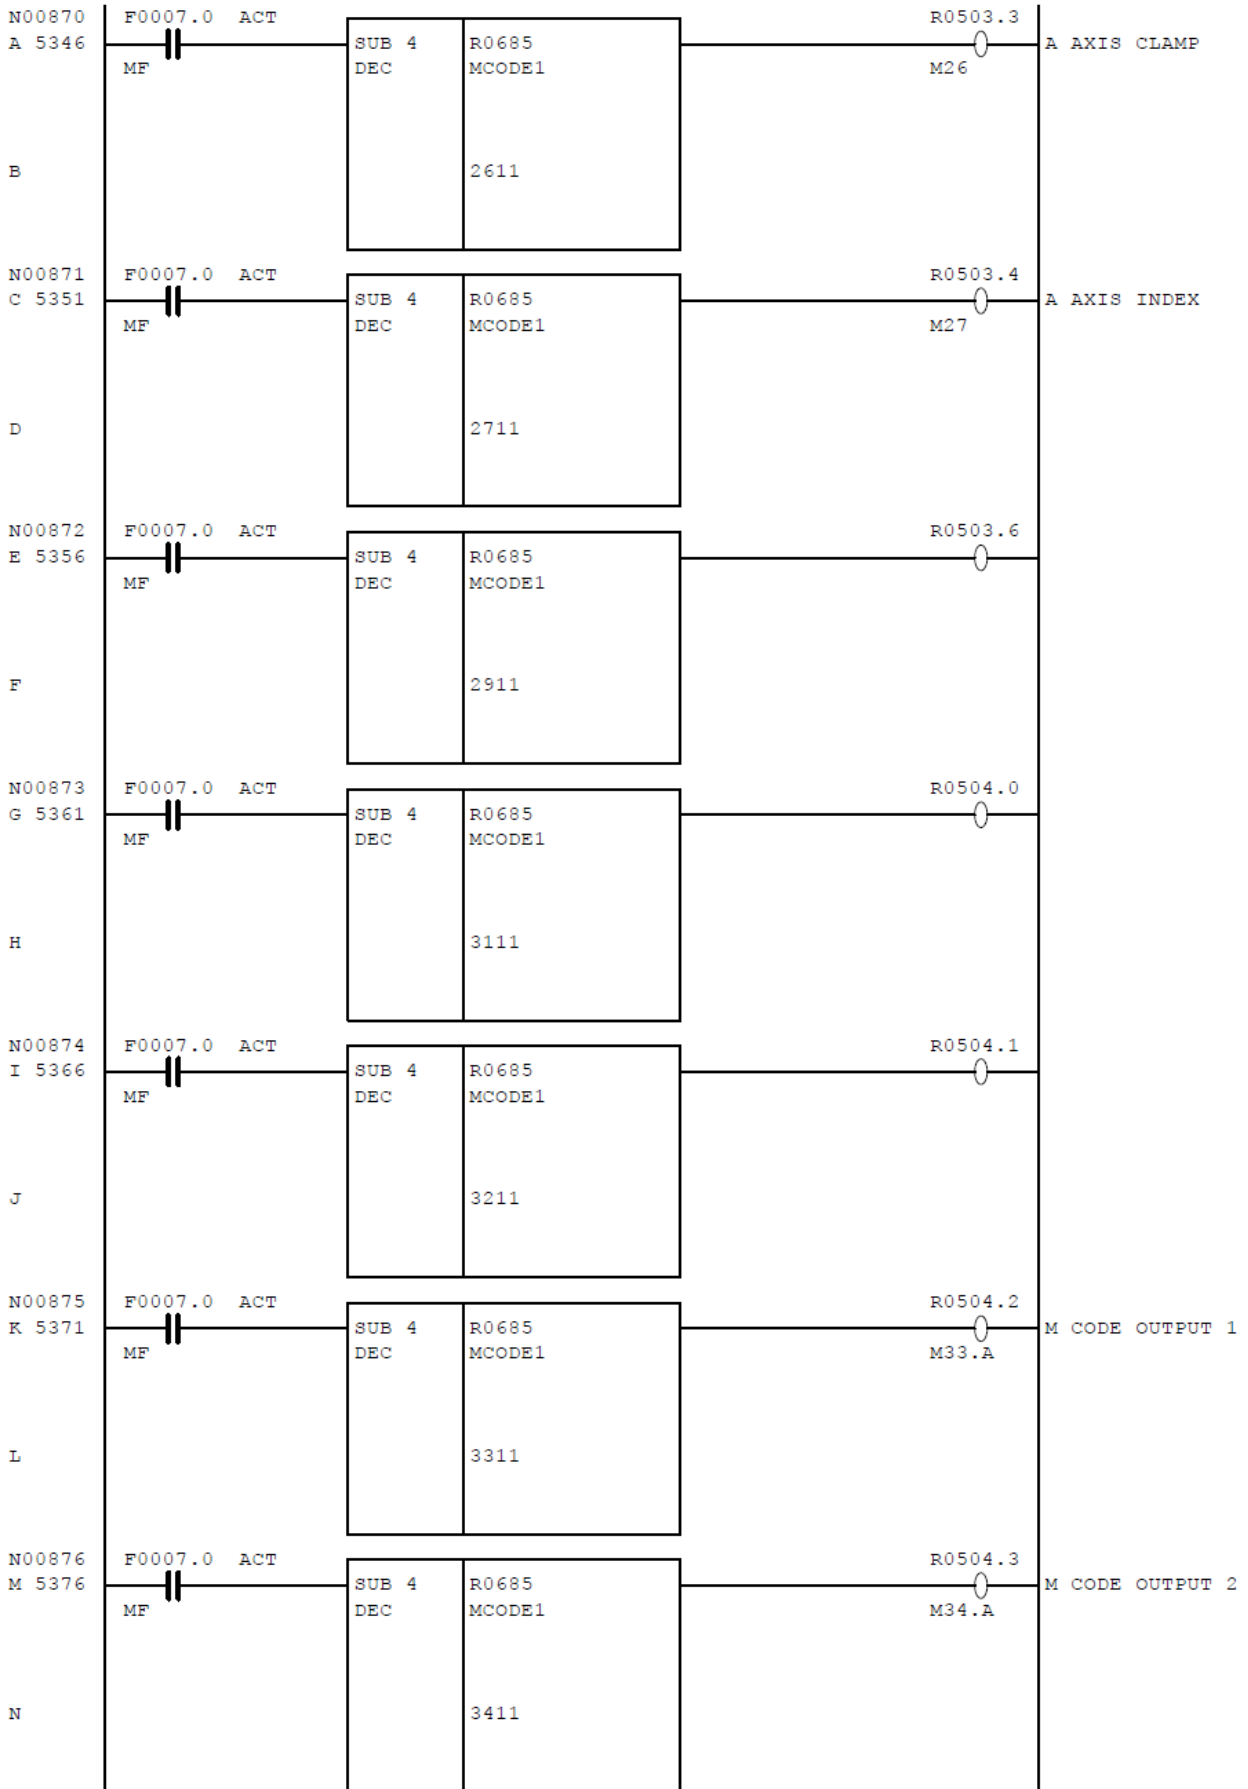 N00870 F0007.0 ACT R0503.3
A 5346 SUB 4 R0685 A AXIS CLAMP
MF DEC MCODE1 M26
B 2611
N00871 F0007.0 ACT R0503.4
C 5351 SUB 4 R0685 A AXIS INDEX
MF DEC MCODE1 M27
D 2711
N00872 F0007.0 ACT R0503.6
E 5356 SUB 4 R0685
MF DEC MCODE1
F 2911
N00873 F0007.0 ACT R0504.0
G 5361 SUB 4 R0685
MF DEC MCODE1
H 3111
N00874 F0007.0 ACT R0504.1
I 5366 SUB 4 R0685
MF DEC MCODE1
J 3211
N00875 F0007.0 ACT R0504.2
K 5371 SUB 4 R0685 M CODE OUTPUT 1
MF DEC MCODE1 M33.A
L 3311
N00876 F0007.0 ACT R0504.3
M 5376 SUB 4 R0685 M CODE OUTPUT 2
MF DEC MCODE1 M34.A
N 3411